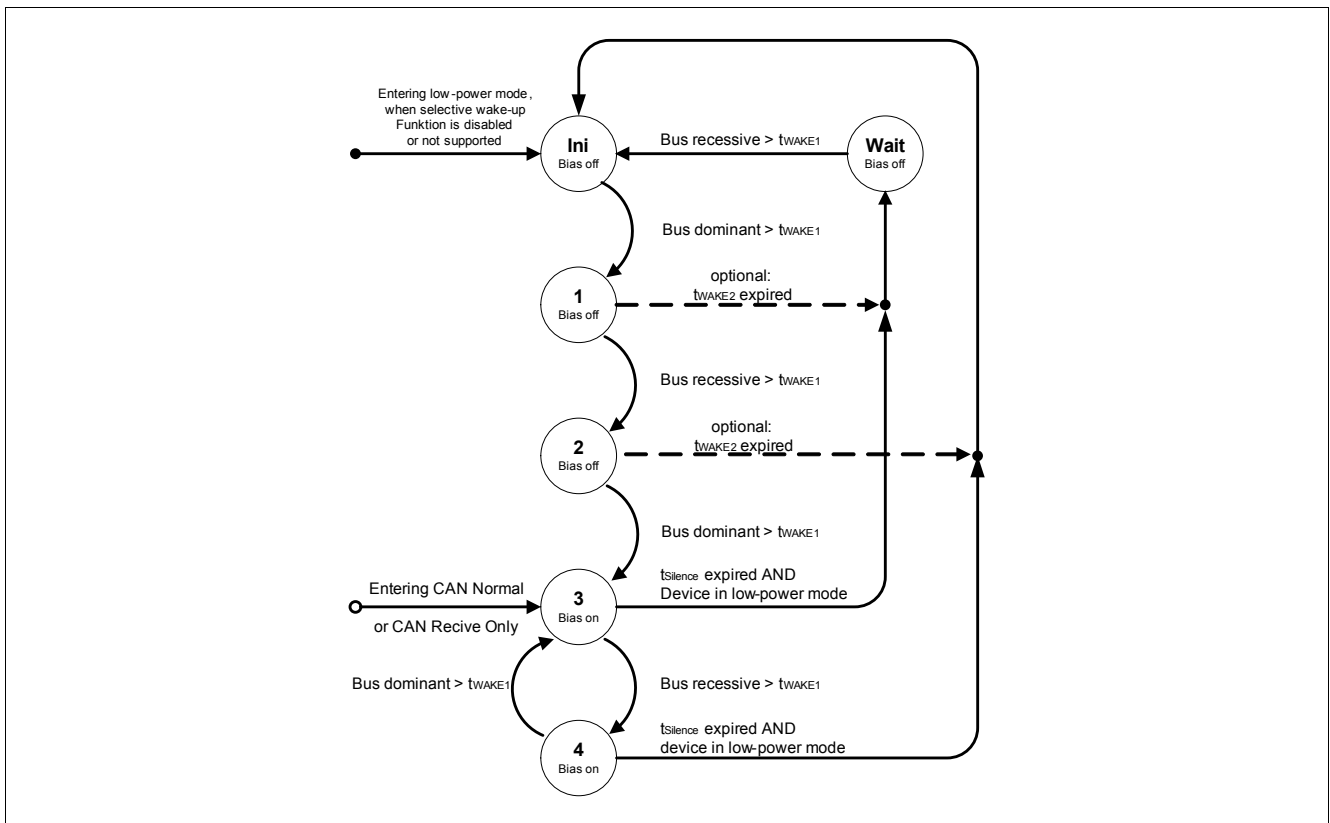 Entering low-power mode,
when selective wake-up
Funktion is disabled
or not supported
Ini
Bias off
Bus recessive > tWAKE1
Wait
Bias off
Bus dominant > tWAKE1
1
Bias off
optional:
tWAKE2 expired
Bus recessive > tWAKE1
2
Bias off
optional:
tWAKE2 expired
Bus dominant > tWAKE1
Entering CAN Normal
or CAN Recive Only
3
Bias on
tSilence expired AND
Device in low-power mode
Bus dominant > tWAKE1
Bus recessive > tWAKE1
4
Bias on
tSilence expired AND
device in low-power mode